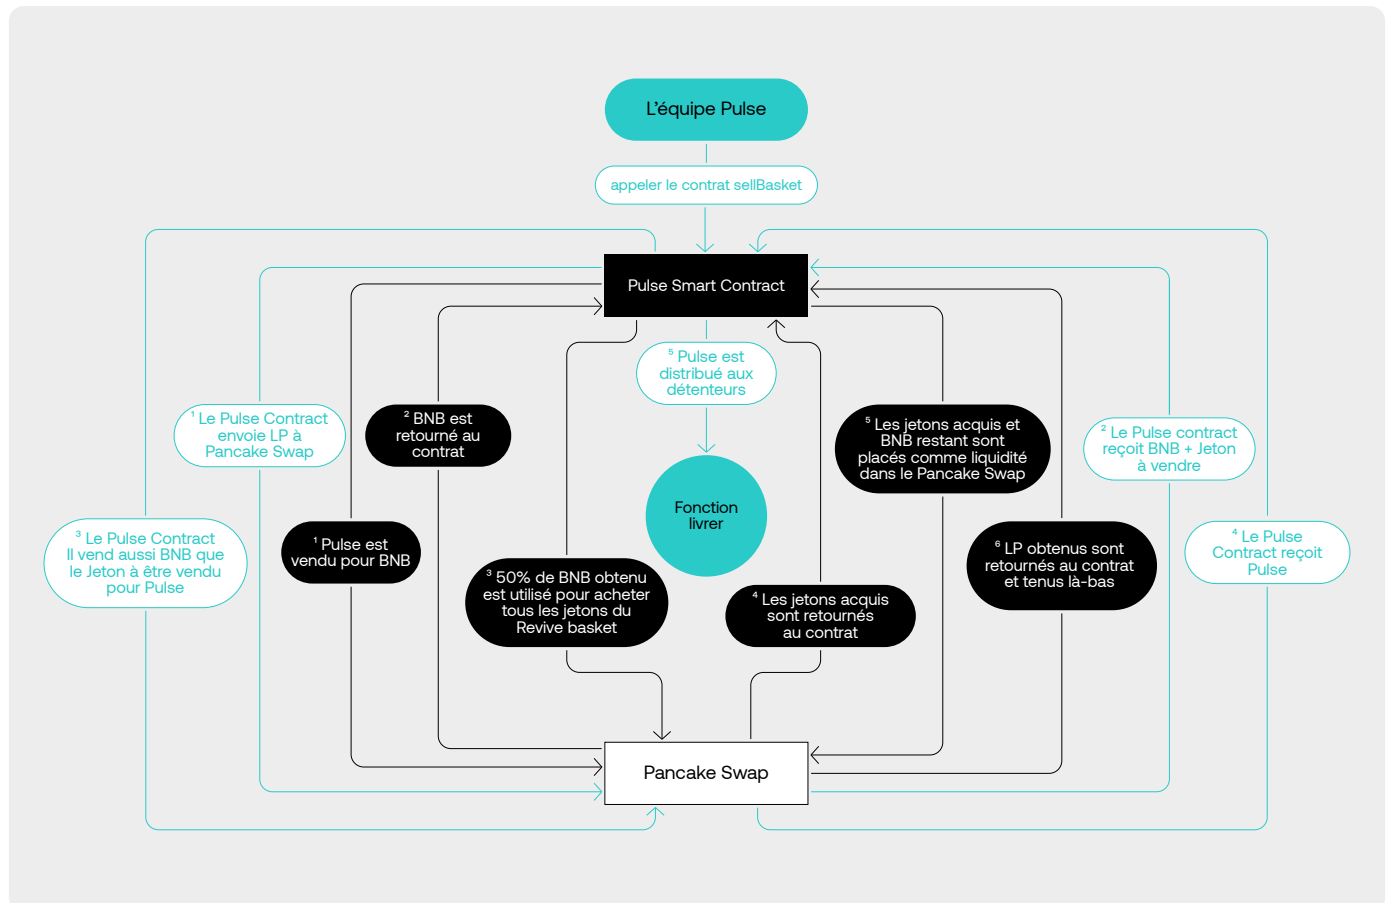 L’équipe Pulse
appeler le contrat sellBasket
Pulse Smart Contract
⁵ Pulse est
distribué aux
détenteurs
¹ Le Pulse Contract
envoie LP à
Pancake Swap
² BNB est
retourné au
contrat
⁵ Les jetons acquis et
BNB restant sont
placés comme liquidité
dans le Pancake Swap
² Le Pulse contract
reçoit BNB + Jeton
à vendre
Fonction
livrer
³ Le Pulse Contract
Il vend aussi BNB que
le Jeton à être vendu
pour Pulse
¹ Pulse est
vendu pour BNB
³ 50% de BNB obtenu
est utilisé pour acheter
tous les jetons du
Revive basket
⁴ Les jetons acquis
sont retournés
au contrat
⁶ LP obtenus sont
retournés au contrat
et tenus là-bas
⁴ Le Pulse
Contract reçoit
Pulse
Pancake Swap